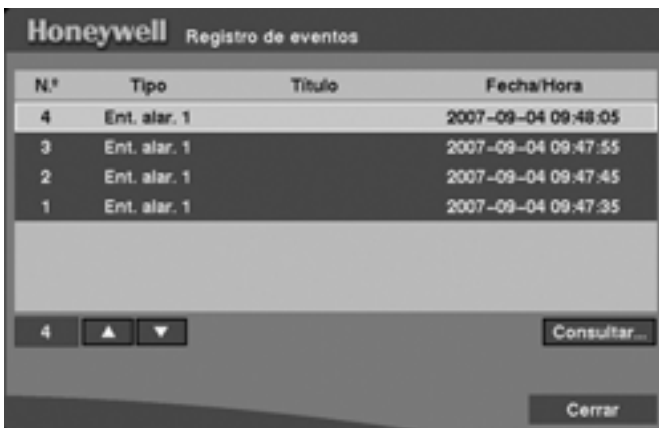 Honeywell Registro de eventos
N.º Tipo Título Fecha/Hora
4 Ent. alar. 1 2007-09-04 09:48:05
3 Ent. alar. 1 2007-09-04 09:47:55
2 Ent. alar. 1 2007-09-04 09:47:45
1 Ent. alar. 1 2007-09-04 09:47:35
4 Consultar...
Cerrar